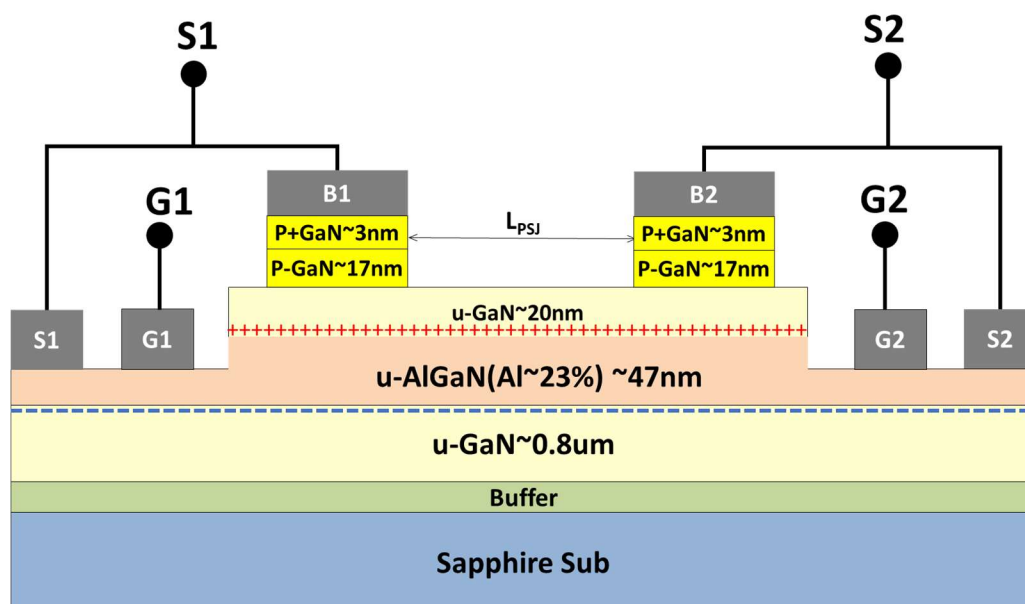 S1
S2
G1
G2
B1
B2
L_PSJ
P+GaN~3nm
P+GaN~3nm
P-GaN~17nm
P-GaN~17nm
u-GaN~20nm
+++++++++++++++++++++++++++++++++++++++++++++++++
S1
G1
G2
S2
u-AlGaN(Al~23%) ~47nm
u-GaN~0.8um
Buffer
Sapphire Sub